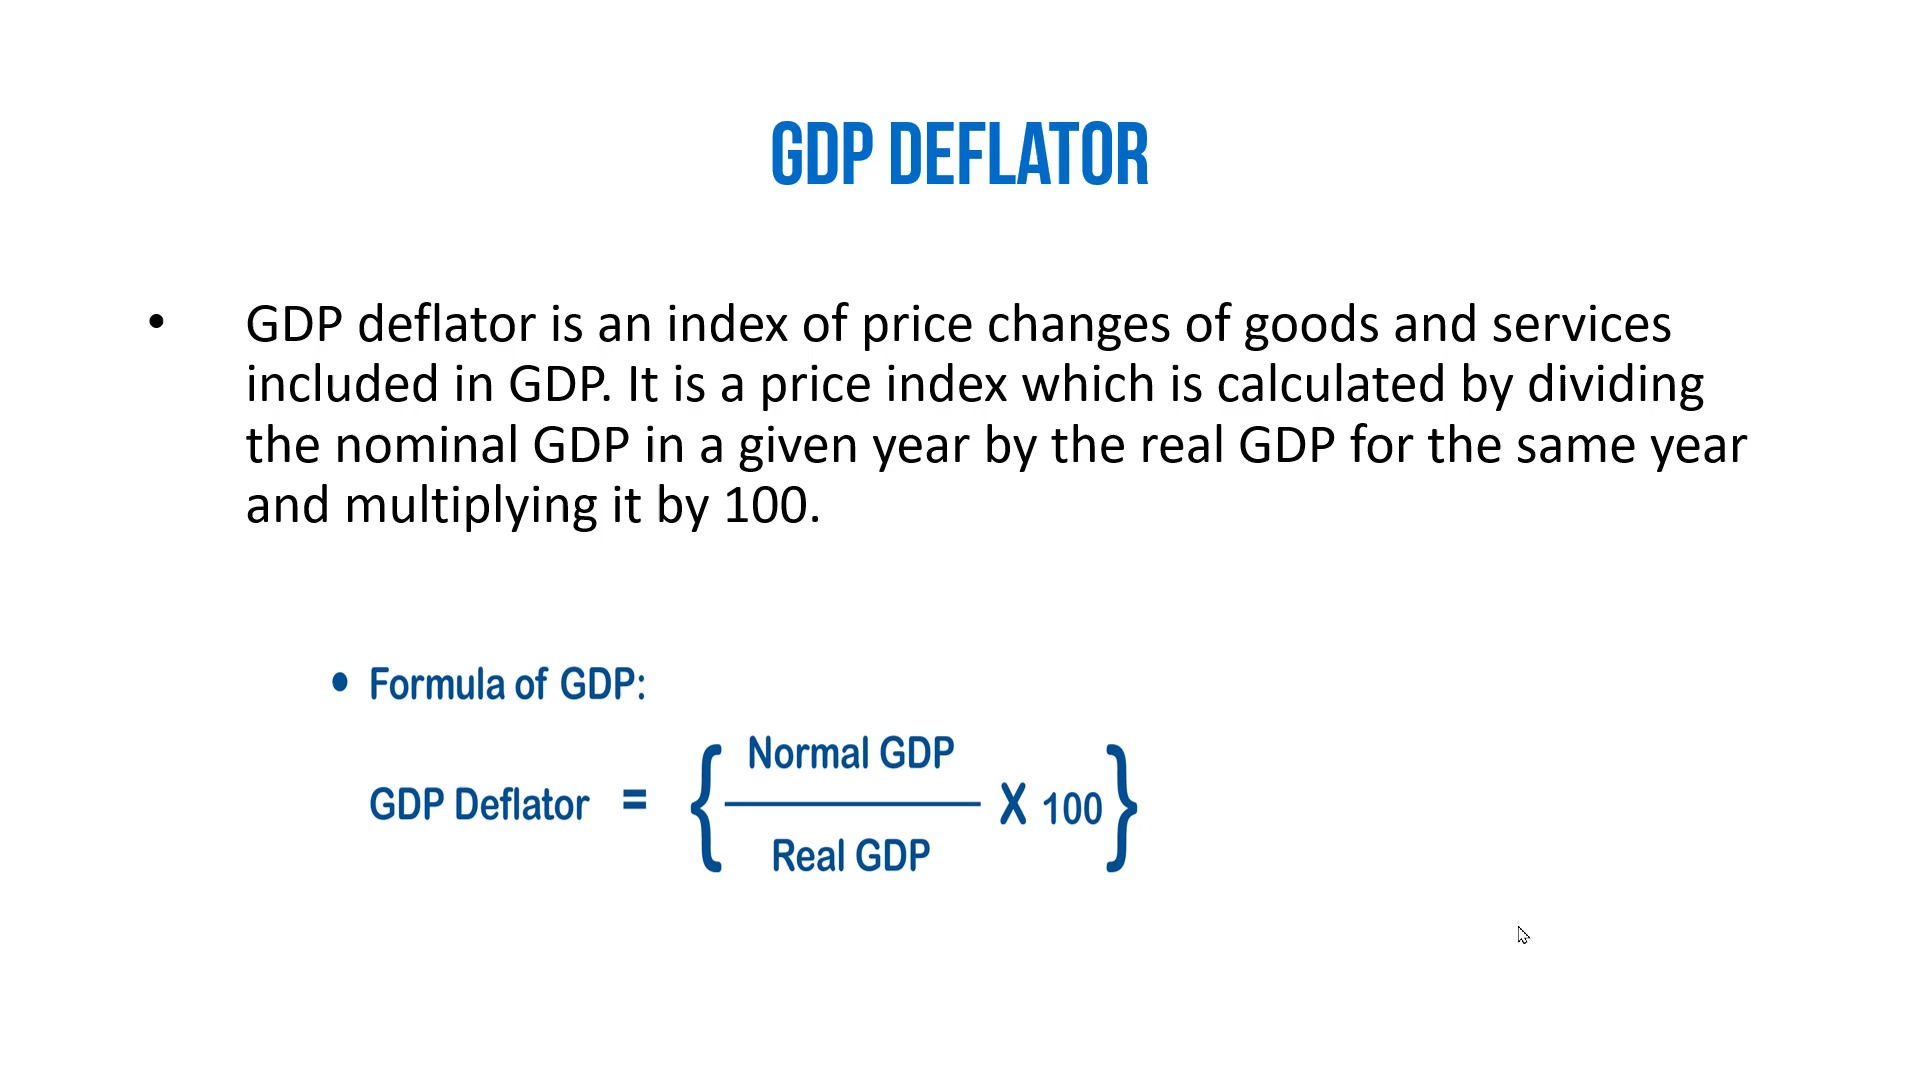 GDP DEFLATOR
• GDP deflator is an index of price changes of goods and services
included in GDP. It is a price index which is calculated by dividing
the nominal GDP in a given year by the real GDP for the same year
and multiplying it by 100.
• Formula of GDP:
Normal GDP
GDP Deflator = { X 100}
Real GDP